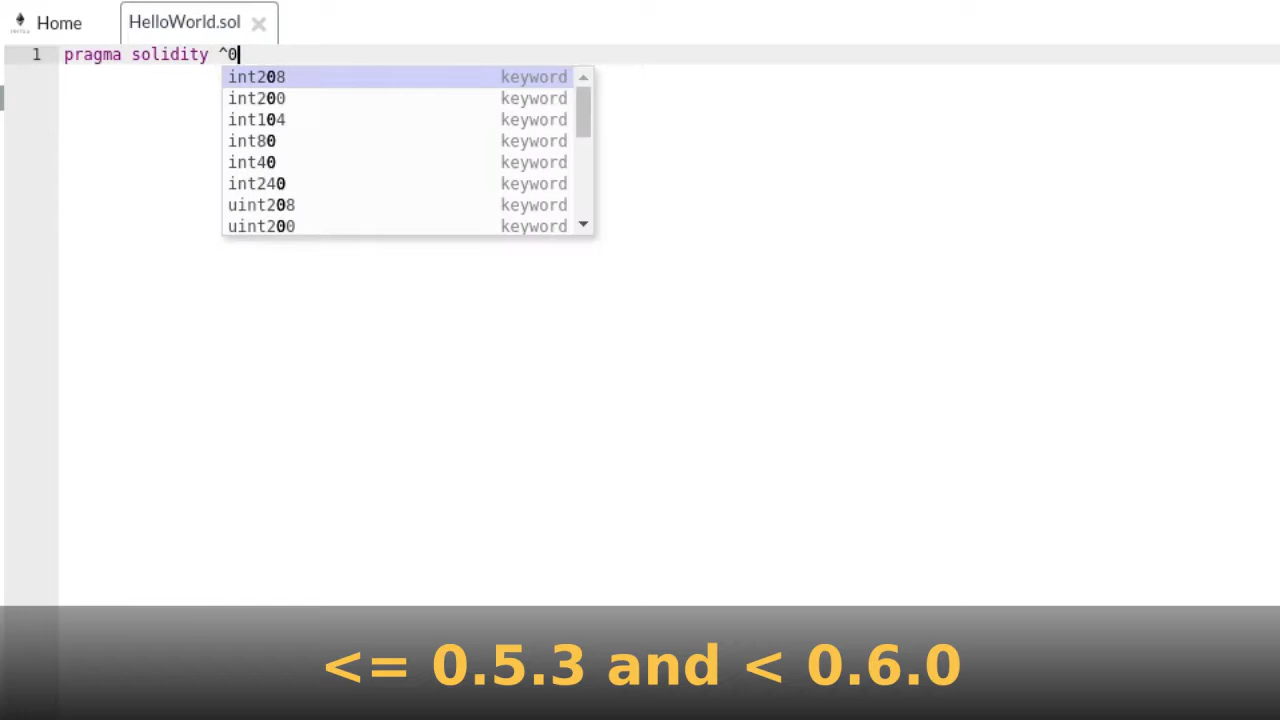 Home
HelloWorld.sol
1 pragma solidity ^0
int208 keyword
int200 keyword
int104 keyword
int80 keyword
int40 keyword
int240 keyword
uint208 keyword
uint200 keyword
<= 0.5.3 and < 0.6.0